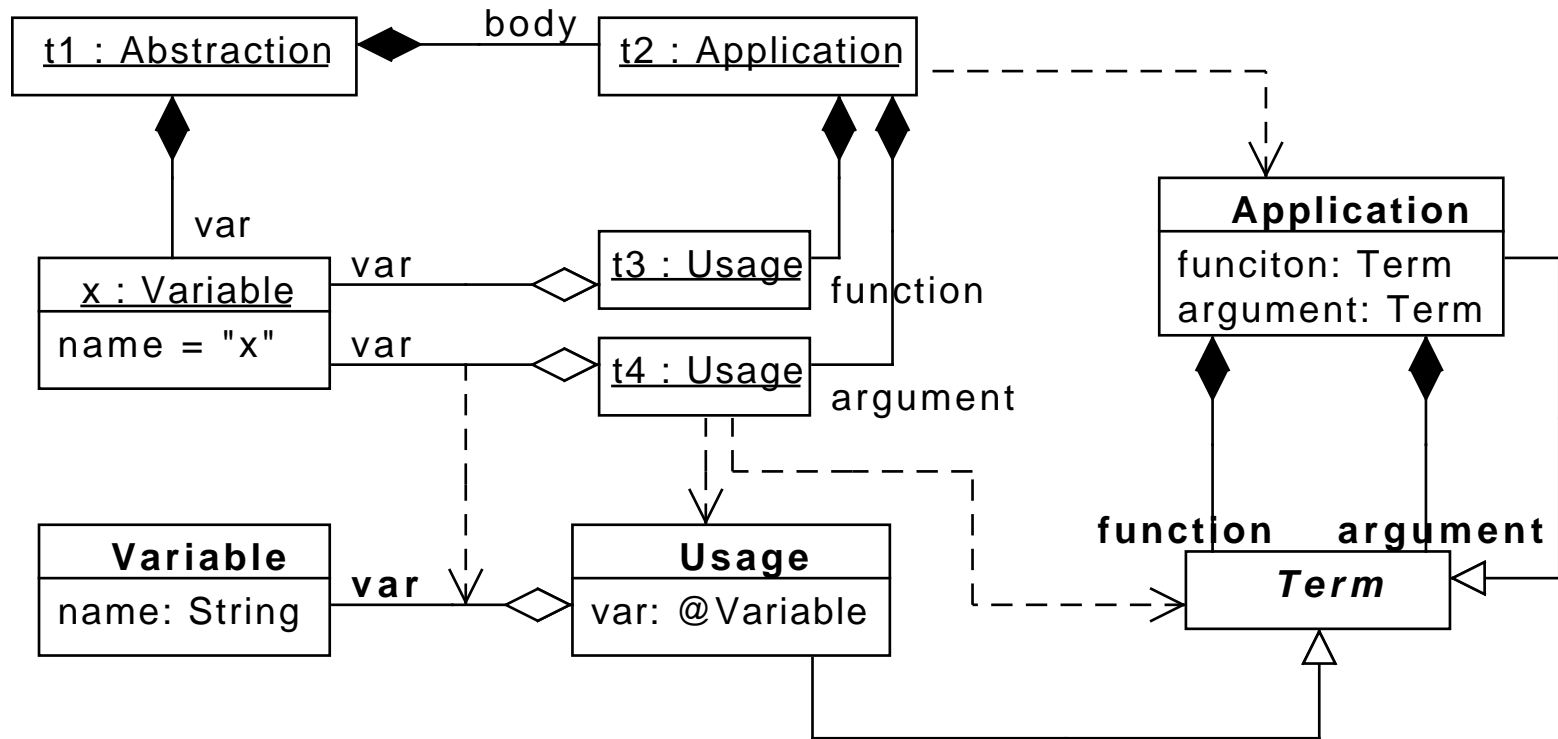 body
t1 : Abstraction
t2 : Application
var
Application
funciton: Term
argument: Term
var
t3 : Usage
function
x : Variable
name = "x"
var
t4 : Usage
argument
function
argument
Variable
name: String
var
Usage
var: @Variable
Term